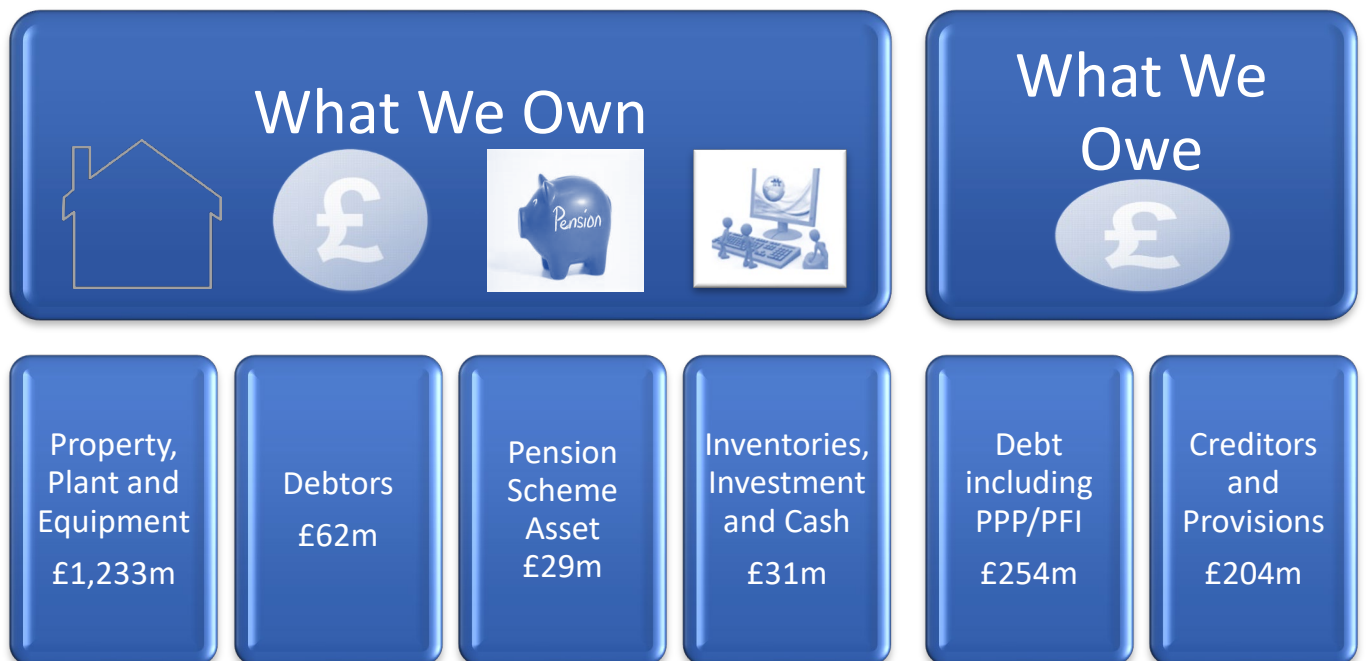 What We Own
£
Pension
What We
Owe
£
Property,
Plant and
Equipment
£1,233m
Debtors
£62m
Pension
Scheme
Asset
£29m
Inventories,
Investment
and Cash
£31m
Debt
including
PPP/PFI
£254m
Creditors
and
Provisions
£204m